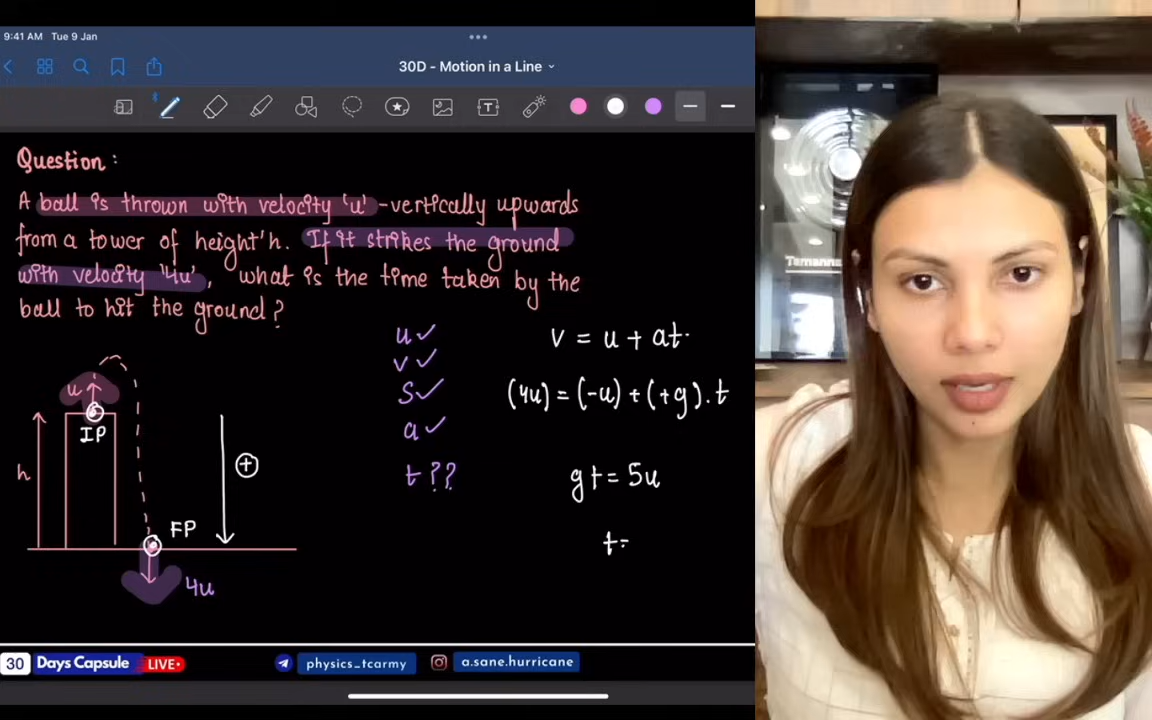 9:41 AM Tue 9 Jan
30D - Motion in a Line
T
Question:
A ball is thrown with velocity 'u' - vertically upwards
from a tower of height 'h. If it strikes the ground
with velocity '4u', what is the time taken by the
ball to hit the ground?
u✓
v✓
S✓
a✓
t??
v = u + at.
(4u) = (-u) + (+g).t
gt = 5u
t=
u
IP
h
+
FP
4u
30 Days Capsule LIVE
physics_tcarmy
a.sane.hurricane